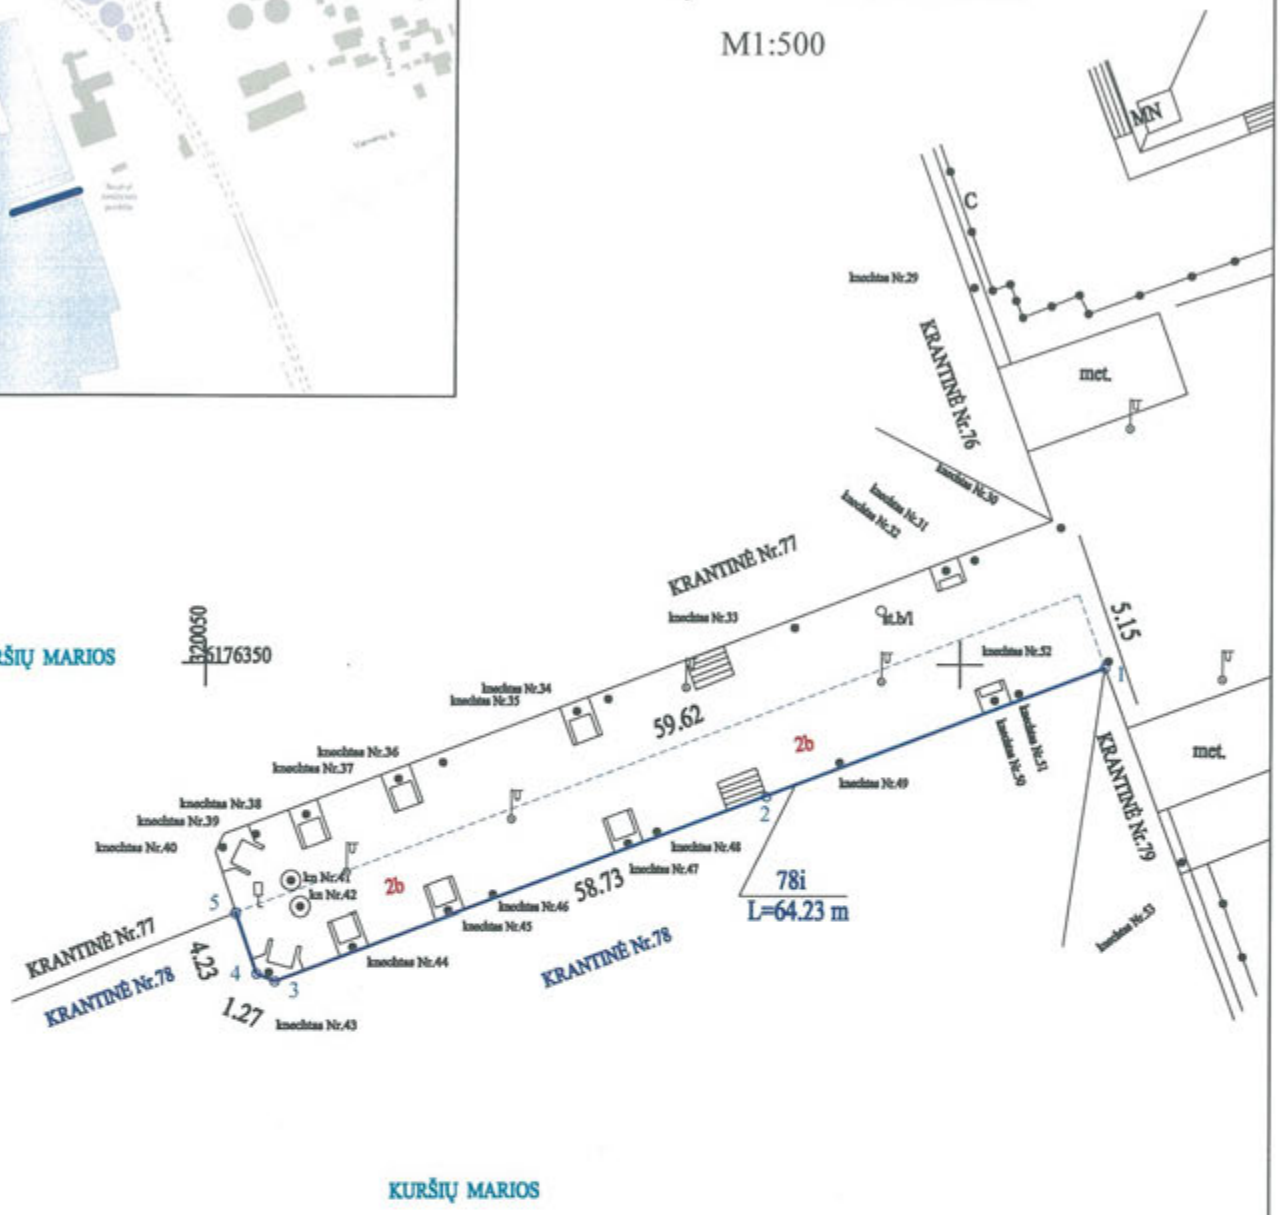 M1:500
MN
C
knechtas Nr.29
KRANTINĖ Nr.76
met.
knechtas Nr.30
knechtas Nr.31
knechtas Nr.32
KRANTINĖ Nr.77
knechtas Nr.33
st.b/l
5.15
320050
6176350
RŠIŲ MARIOS
knechtas Nr.52
1
knechtas Nr.34
knechtas Nr.35
59.62
2b
knechtas Nr.51
knechtas Nr.50
met.
KRANTINĖ Nr.79
knechtas Nr.36
knechtas Nr.37
knechtas Nr.49
2
knechtas Nr.38
knechtas Nr.39
knechtas Nr.40
knechtas Nr.48
knechtas Nr.47
kn Nr.41
kn Nr.42
2b
58.73
78i
L=64.23 m
5
knechtas Nr.46
knechtas Nr.45
knechtas Nr.53
KRANTINĖ Nr.77
KRANTINĖ Nr.78
4.23
4
3
knechtas Nr.44
KRANTINĖ Nr.78
1.27
knechtas Nr.43
KURŠIŲ MARIOS